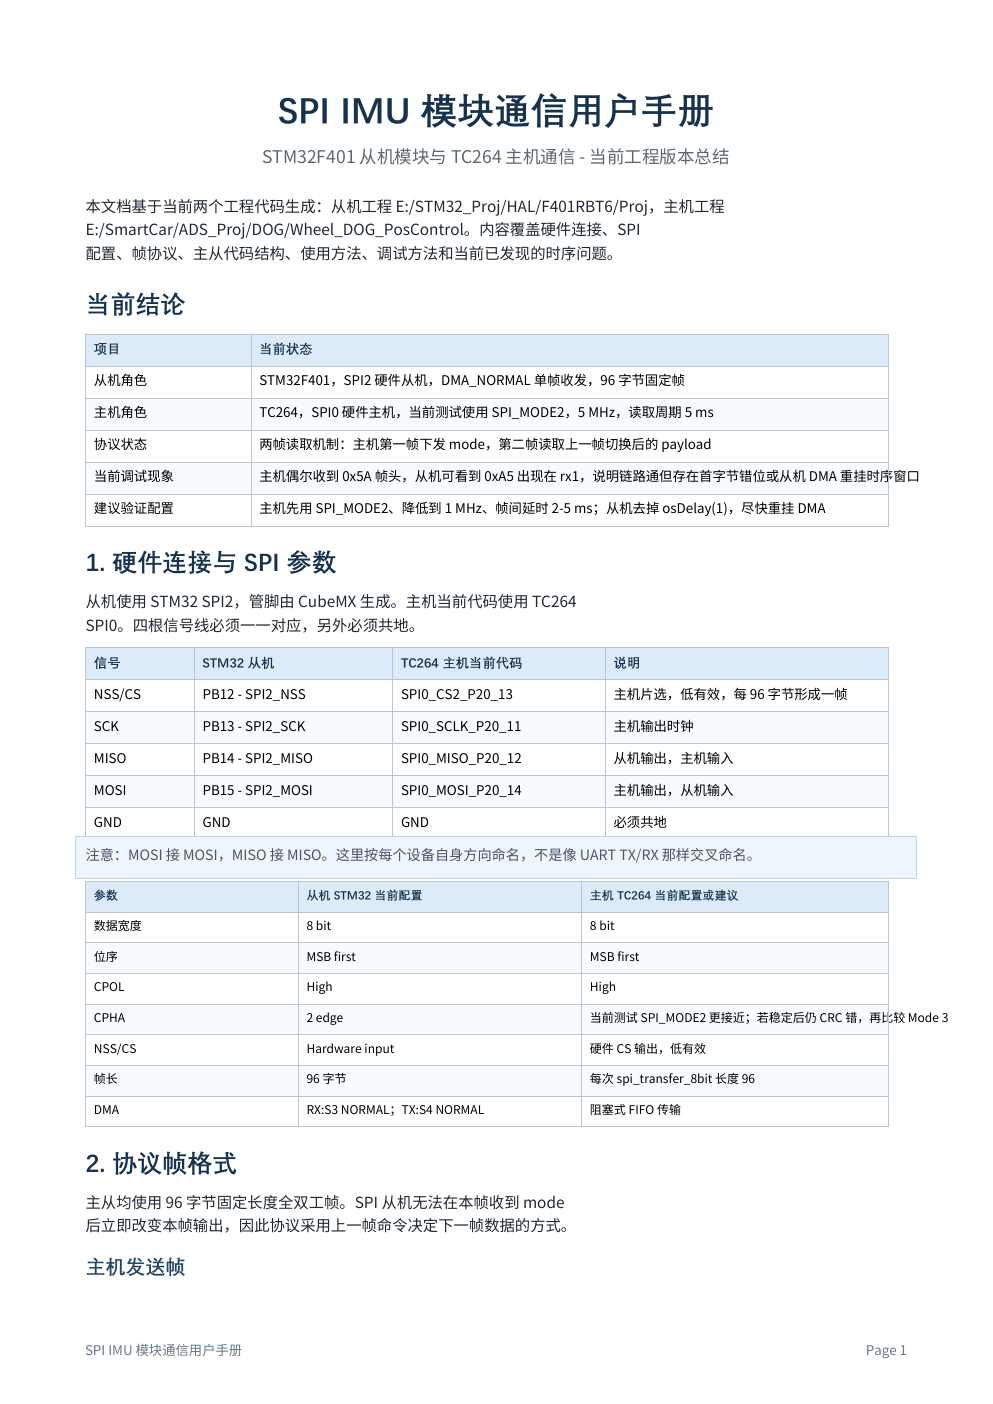 SPI IMU 模块通信用户手册
STM32F401 从机模块与 TC264 主机通信 - 当前工程版本总结
本文档基于当前两个工程代码生成：从机工程 E:/STM32_Proj/HAL/F401RBT6/Proj，主机工程
E:/SmartCar/ADS_Proj/DOG/Wheel_DOG_PosControl。内容覆盖硬件连接、SPI
配置、帧协议、主从代码结构、使用方法、调试方法和当前已发现的时序问题。
当前结论
项目 当前状态
从机角色 STM32F401，SPI2 硬件从机，DMA_NORMAL 单帧收发，96 字节固定帧
主机角色 TC264，SPI0 硬件主机，当前测试使用 SPI_MODE2，5 MHz，读取周期 5 ms
协议状态 两帧读取机制：主机第一帧下发 mode，第二帧读取上一帧切换后的 payload
当前调试现象 主机偶尔收到 0x5A 帧头，从机可看到 0xA5 出现在 rx1，说明链路通但存在首字节错位或从机 DMA 重挂时序窗口
建议验证配置 主机先用 SPI_MODE2、降低到 1 MHz、帧间延时 2-5 ms；从机去掉 osDelay(1)，尽快重挂 DMA
1. 硬件连接与 SPI 参数
从机使用 STM32 SPI2，管脚由 CubeMX 生成。主机当前代码使用 TC264
SPI0。四根信号线必须一一对应，另外必须共地。
信号 STM32 从机 TC264 主机当前代码 说明
NSS/CS PB12 - SPI2_NSS SPI0_CS2_P20_13 主机片选，低有效，每 96 字节形成一帧
SCK PB13 - SPI2_SCK SPI0_SCLK_P20_11 主机输出时钟
MISO PB14 - SPI2_MISO SPI0_MISO_P20_12 从机输出，主机输入
MOSI PB15 - SPI2_MOSI SPI0_MOSI_P20_14 主机输出，从机输入
GND GND GND 必须共地
注意：MOSI 接 MOSI，MISO 接 MISO。这里按每个设备自身方向命名，不是像 UART TX/RX 那样交叉命名。
参数 从机 STM32 当前配置 主机 TC264 当前配置或建议
数据宽度 8 bit 8 bit
位序 MSB first MSB first
CPOL High High
CPHA 2 edge 当前测试 SPI_MODE2 更接近；若稳定后仍 CRC 错，再比较 Mode 3
NSS/CS Hardware input 硬件 CS 输出，低有效
帧长 96 字节 每次 spi_transfer_8bit 长度 96
DMA RX:S3 NORMAL；TX:S4 NORMAL 阻塞式 FIFO 传输
2. 协议帧格式
主从均使用 96 字节固定长度全双工帧。SPI 从机无法在本帧收到 mode
后立即改变本帧输出，因此协议采用上一帧命令决定下一帧数据的方式。
主机发送帧
SPI IMU 模块通信用户手册 Page 1